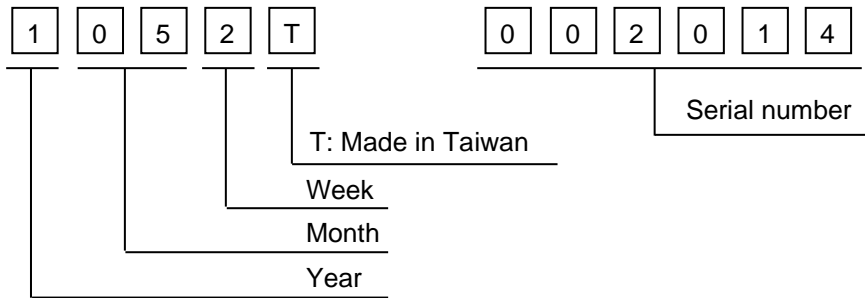 1 0 5 2 T 0 0 2 0 1 4
Serial number
T: Made in Taiwan
Week
Month
Year